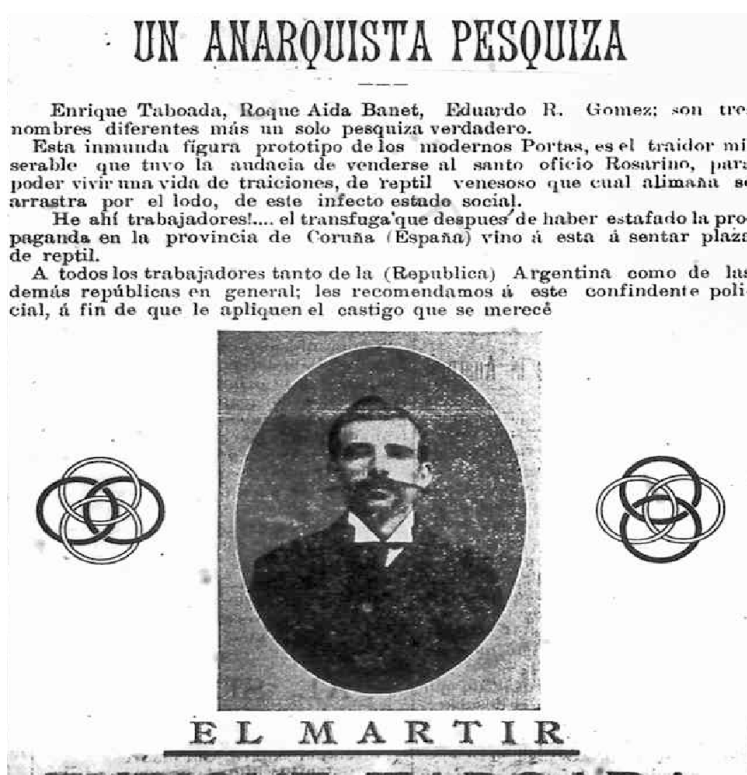 UN ANARQUISTA PESQUIZA
Enrique Taboada, Roque Aida Banet, Eduardo R. Gomez; son tre
nombres diferentes más un solo pesquiza verdadero.
Esta inmunda figura prototipo de los modernos Portas, es el traidor mi
serable que tuvo la audacia de venderse al santo oficio Rosarino, para
poder vivir una vida de traiciones, de reptil venesoso que cual alimaña se
arrastra por el lodo, de este infecto estado social.
He ahí trabajadores!.... el transfuga que despues de haber estafado la pro
paganda en la provincia de Coruña (España) vino á esta á sentar plaza
de reptil.
A todos los trabajadores tanto de la (Republica) Argentina como de las
demás repúblicas en general; les recomendamos á este confindente poli
cial, á fin de que le apliquen el castigo que se merecé
EL MARTIR